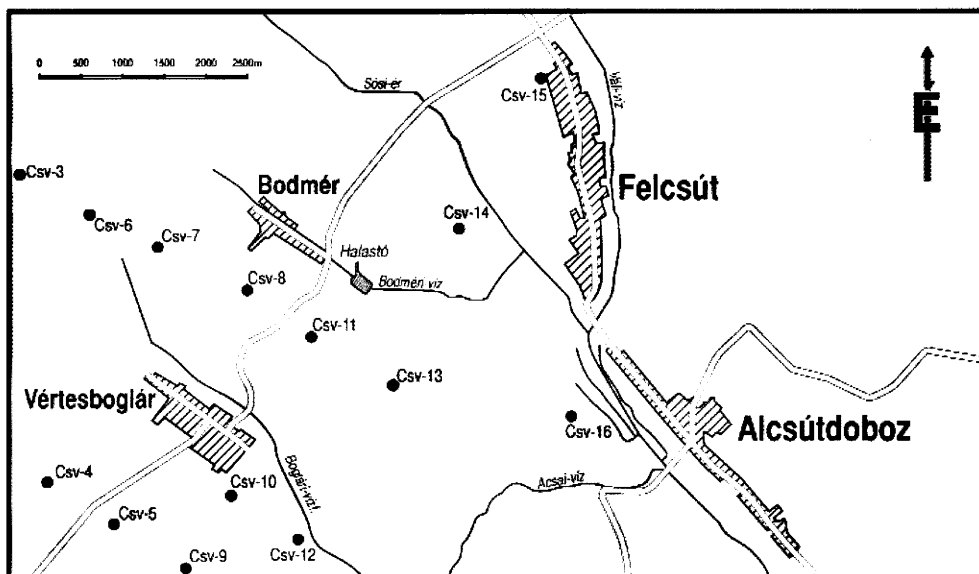 0 500 1000 1500 2000 2500m
Sósi-ér
Csv-15
Váli-víz
É
Csv-3
Bodmér
Felcsút
Csv-6
Csv-14
Csv-7
Halastó
Csv-8
Bodméri-víz
Csv-11
Csv-13
Vértesboglár
Csv-16
Alcsútdoboz
Csv-4
Csv-10
Boglári-vízf.
Acsai-víz
Csv-5
Csv-12
Csv-9